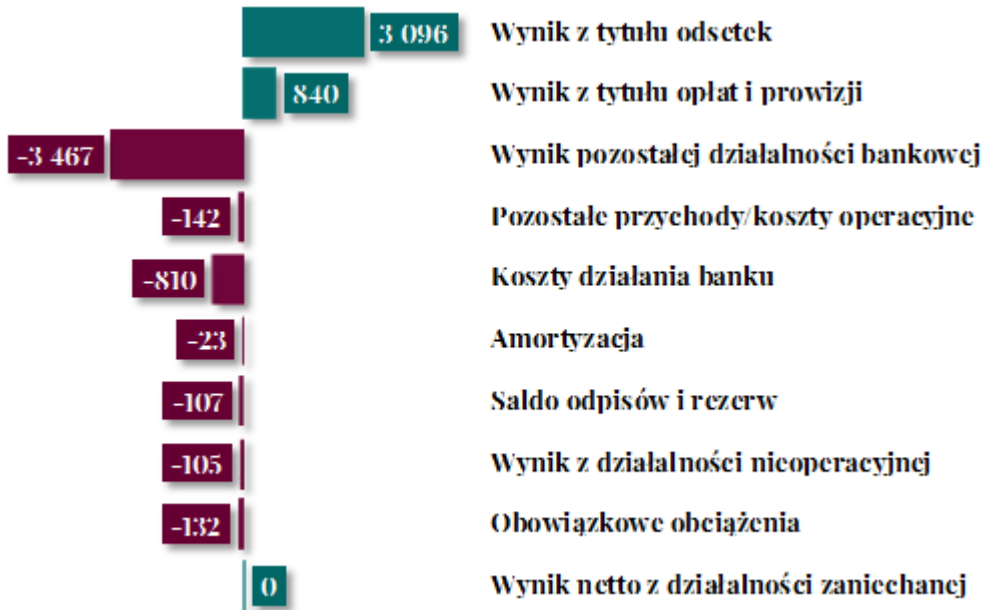 3 096 Wynik z tytułu odsetek
840 Wynik z tytułu opłat i prowizji
-3 467 Wynik pozostałej działalności bankowej
-142 Pozostałe przychody/koszty operacyjne
-810 Koszty działania banku
-23 Amortyzacja
-107 Saldo odpisów i rezerw
-105 Wynik z działalności nieoperacyjnej
-132 Obowiązkowe obciążenia
0 Wynik netto z działalności zaniechanej